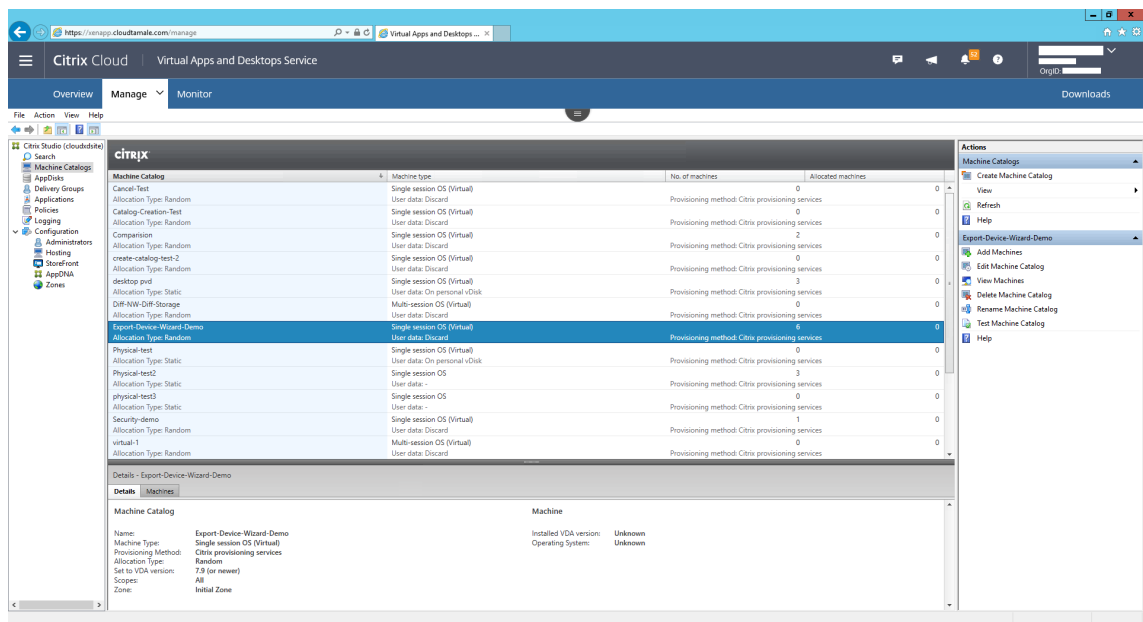 https://xenapp.cloudtamale.com/manage
Virtual Apps and Desktops ...
Citrix Cloud
Virtual Apps and Desktops Service
52
OrgID:
Overview
Manage
Monitor
Downloads
File Action View Help
Citrix Studio (cloudxdsite)
Search
Machine Catalogs
AppDisks
Delivery Groups
Applications
Policies
Logging
Configuration
Administrators
Hosting
StoreFront
AppDNA
Zones
CITRIX
Machine Catalog Machine type No. of machines Allocated machines
Cancel-Test Single session OS (Virtual) 0 0
Allocation Type: Random User data: Discard Provisioning method: Citrix provisioning services
Catalog-Creation-Test Single session OS (Virtual) 0 0
Allocation Type: Random User data: Discard Provisioning method: Citrix provisioning services
Comparision Single session OS (Virtual) 2 0
Allocation Type: Random User data: Discard Provisioning method: Citrix provisioning services
create-catalog-test-2 Single session OS (Virtual) 0 0
Allocation Type: Random User data: Discard Provisioning method: Citrix provisioning services
desktop pvd Single session OS (Virtual) 3 0
Allocation Type: Static User data: On personal vDisk Provisioning method: Citrix provisioning services
Diff-NW-Diff-Storage Multi-session OS (Virtual) 0 0
Allocation Type: Random User data: Discard Provisioning method: Citrix provisioning services
Export-Device-Wizard-Demo Single session OS (Virtual) 6 0
Allocation Type: Random User data: Discard Provisioning method: Citrix provisioning services
Physical-test Single session OS (Virtual) 0 0
Allocation Type: Static User data: On personal vDisk Provisioning method: Citrix provisioning services
Physical-test2 Single session OS 3 0
Allocation Type: Static User data: - Provisioning method: Citrix provisioning services
physical-test3 Single session OS 0 0
Allocation Type: Static User data: - Provisioning method: Citrix provisioning services
Security-demo Single session OS (Virtual) 1 0
Allocation Type: Random User data: Discard Provisioning method: Citrix provisioning services
virtual-1 Multi-session OS (Virtual) 0 0
Allocation Type: Random User data: Discard Provisioning method: Citrix provisioning services
Details - Export-Device-Wizard-Demo
Details Machines
Machine Catalog
Name: Export-Device-Wizard-Demo
Machine Type: Single session OS (Virtual)
Provisioning Method: Citrix provisioning services
Allocation Type: Random
Set to VDA version: 7.9 (or newer)
Scopes: All
Zone: Initial Zone
Machine
Installed VDA version: Unknown
Operating System: Unknown
Actions
Machine Catalogs
Create Machine Catalog
View
Refresh
Help
Export-Device-Wizard-Demo
Add Machines
Edit Machine Catalog
View Machines
Delete Machine Catalog
Rename Machine Catalog
Test Machine Catalog
Help